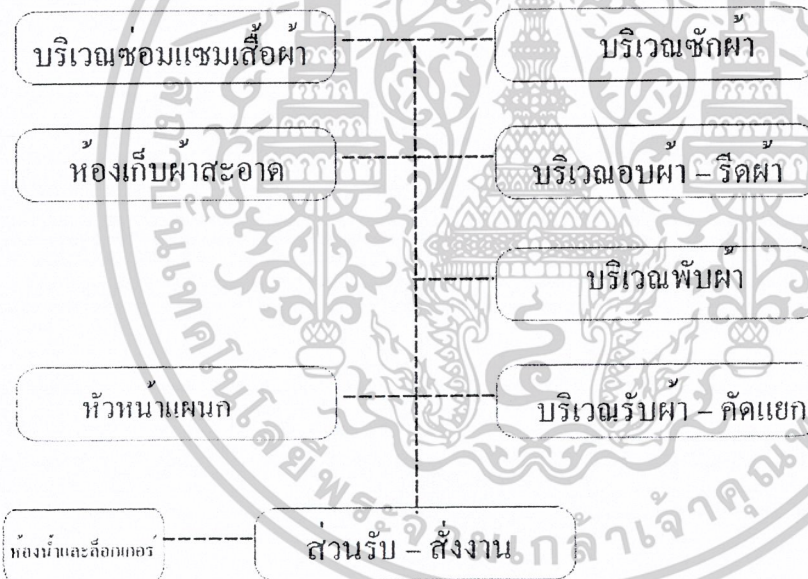 บริเวณซ่อมแซมเสื้อผ้า
บริเวณซักผ้า
ห้องเก็บผ้าสะอาด
บริเวณอบผ้า – รีดผ้า
บริเวณพับผ้า
หัวหน้าแผนก
บริเวณรับผ้า – คัดแยก
ห้องน้ำและล็อกเกอร์
ส่วนรับ – สั่งงาน